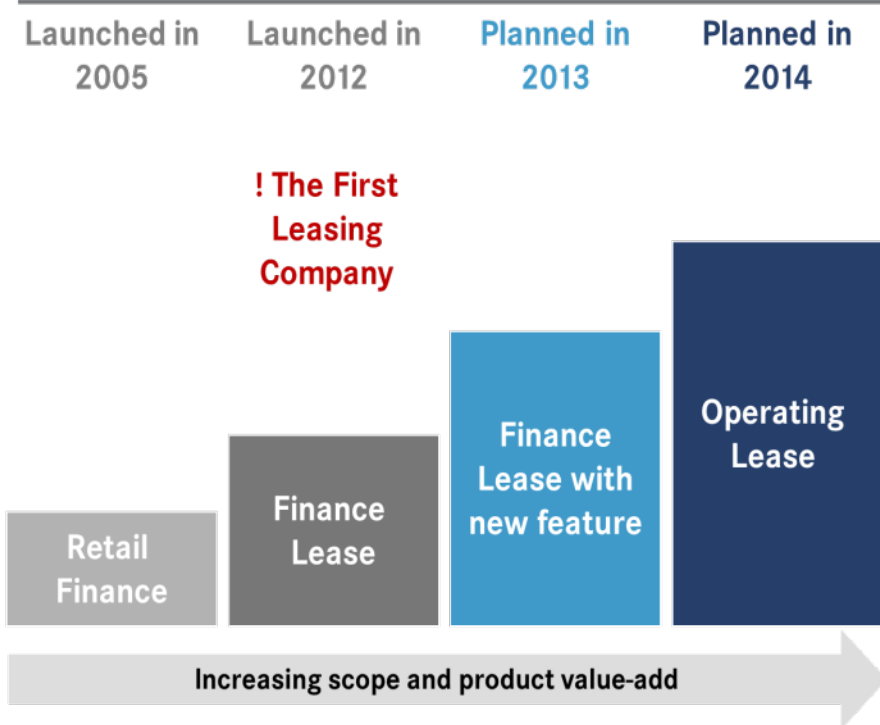 Launched in
2005
Launched in
2012
Planned in
2013
Planned in
2014
! The First
Leasing
Company
Retail
Finance
Finance
Lease
Finance
Lease with
new feature
Operating
Lease
Increasing scope and product value-add